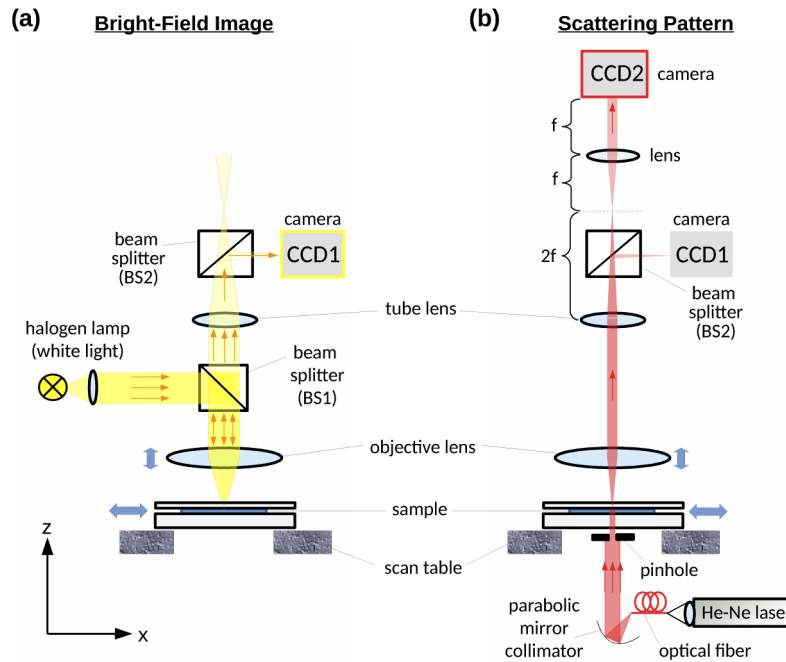 (a)
Bright-Field Image
beam
splitter
(BS2)
camera
CCD1
halogen lamp
(white light)
beam
splitter
(BS1)
z
x
tube lens
objective lens
sample
scan table
(b)
Scattering Pattern
CCD2
camera
f
lens
f
2f
camera
CCD1
beam
splitter
(BS2)
pinhole
parabolic
mirror
collimator
He-Ne lase
optical fiber